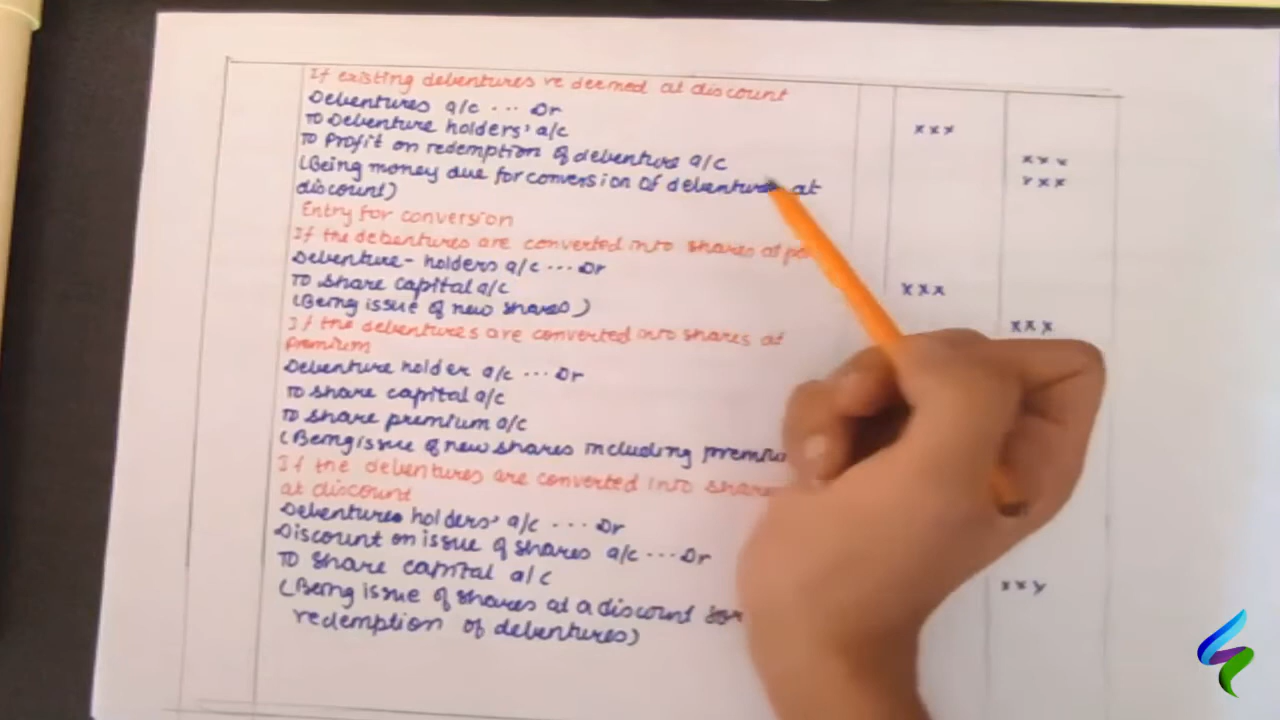 If existing debentures re deemed at discount
Debentures a/c ... Dr
To Debenture holders' a/c
xxx
To Profit on redemption of debenture a/c
xxx
(Being money due for conversion of debenture at
xxx
discount)
Entry for conversion
If the debentures are converted into shares at
Debenture-holders a/c ... Dr
To share capital a/c
xxx
(Being issue of new shares)
xxx
If the debentures are converted into shares at
premium
Debenture holder a/c ... Dr
To share capital a/c
To share premium a/c
(Being issue of new shares including
If the debentures are converted into
at discount
Debentures holders' a/c ... Dr
Discount on issue of shares a/c ... Dr
To share capital a/c
xxx
(Being issue of shares at a discount for
redemption of debentures)